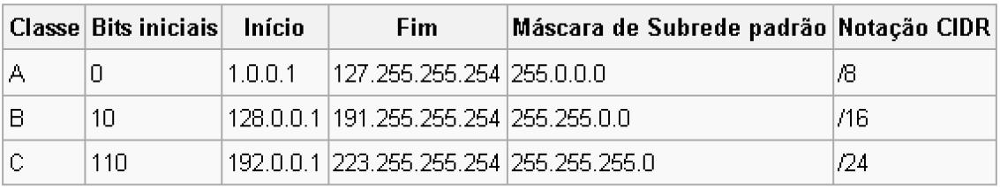 Classe Bits iniciais Início Fim Máscara de Subrede padrão Notação CIDR
A 0 1.0.0.1 127.255.255.254 255.0.0.0 /8
B 10 128.0.0.1 191.255.255.254 255.255.0.0 /16
C 110 192.0.0.1 223.255.255.254 255.255.255.0 /24